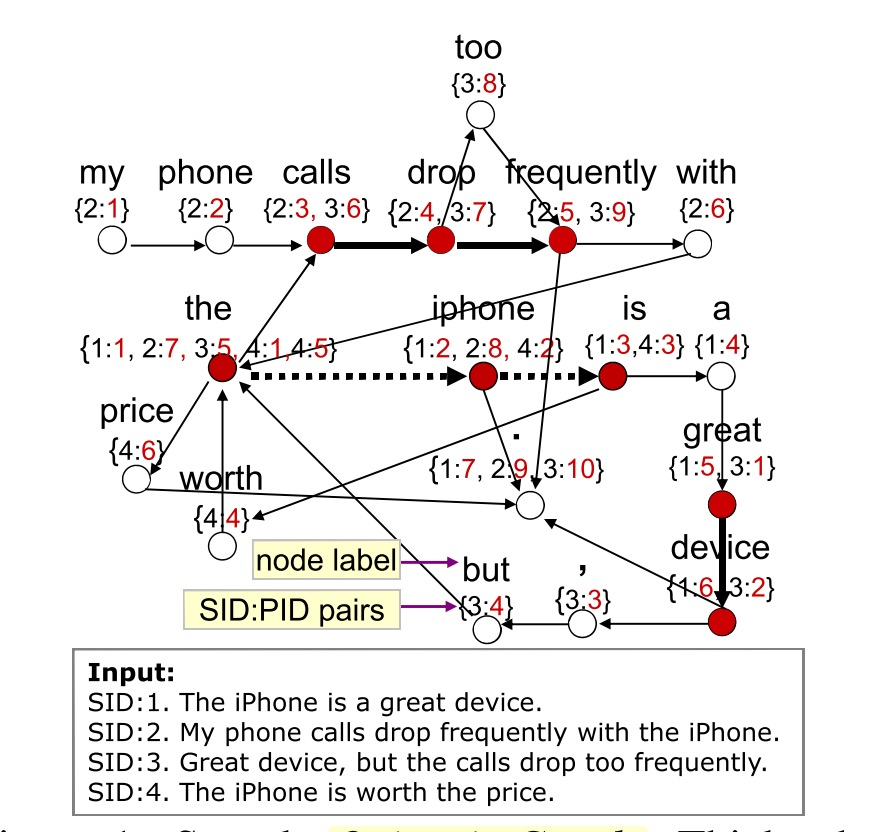 too
{3:8}
my phone calls drop frequently with
{2:1} {2:2} {2:3, 3:6} {2:4, 3:7} {2:5, 3:9} {2:6}
the iphone is a
{1:1, 2:7, 3:5, 4:1,4:5} {1:2, 2:8, 4:2} {1:3,4:3} {1:4}
price . great
{4:6} {1:7, 2:9, 3:10} {1:5, 3:1}
worth
{4:4}
node label but , device
SID:PID pairs {3:4} {3:3} {1:6, 3:2}
Input:
SID:1. The iPhone is a great device.
SID:2. My phone calls drop frequently with the iPhone.
SID:3. Great device, but the calls drop too frequently.
SID:4. The iPhone is worth the price.